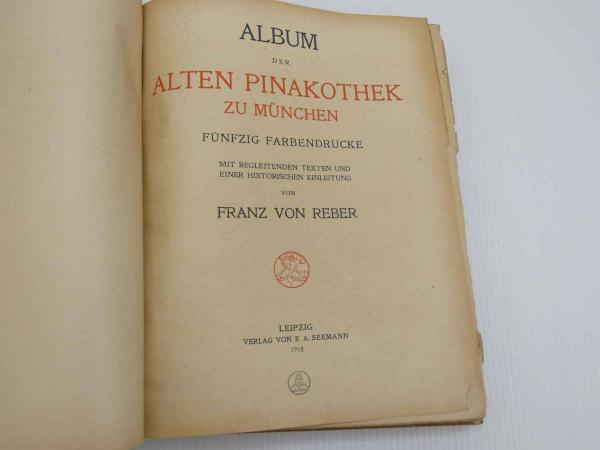 ALBUM
DER
ALTEN PINAKOTHEK
ZU MÜNCHEN
FÜNFZIG FARBENDRUCKE
MIT BEGLEITENDEN TEXTEN UND
EINER HISTORISCHEN EINLEITUNG
VON
FRANZ VON REBER
LEIPZIG
VERLAG VON E. A. SEEMANN
1918